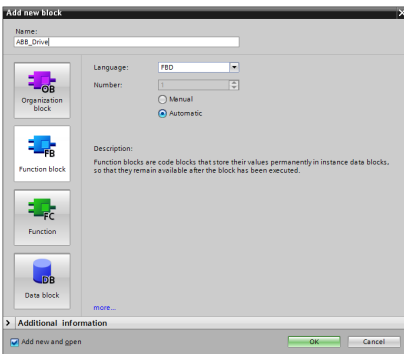 Add new block
Name:
ABB_Drive
OB
Organization
block
FB
Function block
FC
Function
DB
Data block
Language:
FBD
Number:
1
Manual
Automatic
Description:
Function blocks are code blocks that store their values permanently in instance data blocks,
so that they remain available after the block has been executed.
more...
> Additional information
Add new and open
OK
Cancel